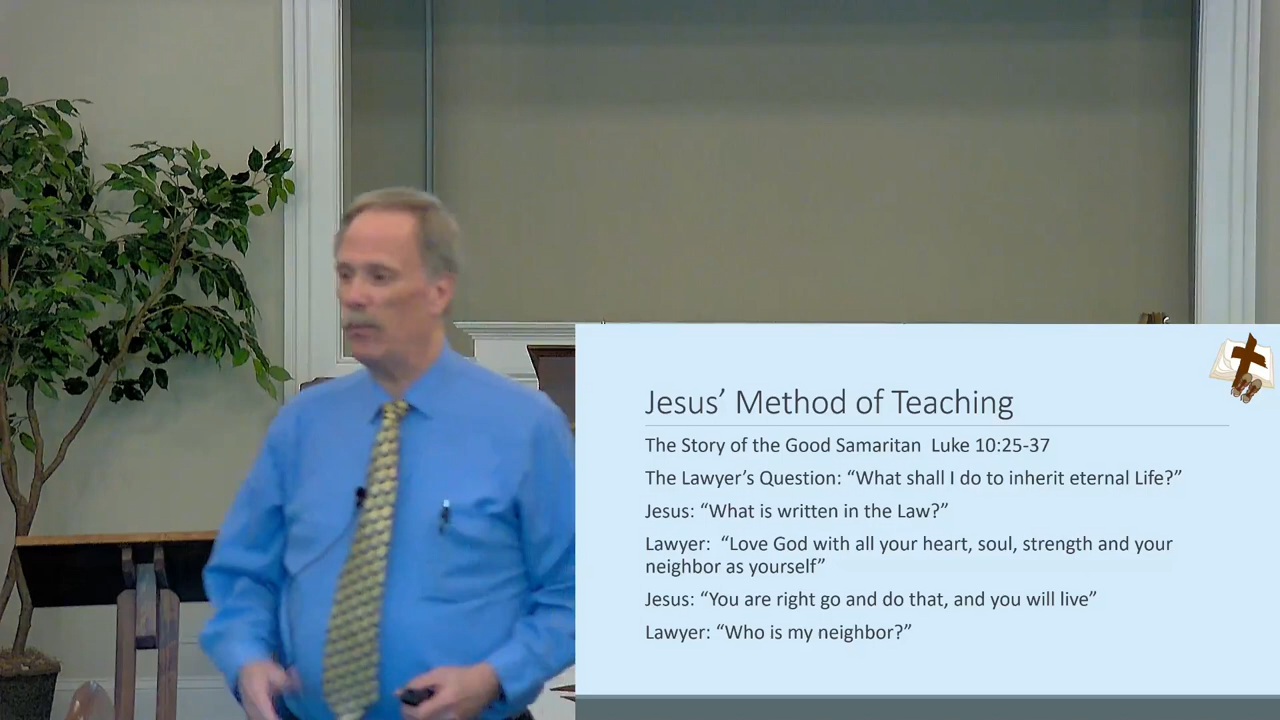 Jesus’ Method of Teaching
The Story of the Good Samaritan  Luke 10:25-37
The Lawyer’s Question: “What shall I do to inherit eternal Life?”
Jesus: “What is written in the Law?”
Lawyer:  “Love God with all your heart, soul, strength and your
neighbor as yourself”
Jesus: “You are right go and do that, and you will live”
Lawyer: “Who is my neighbor?”